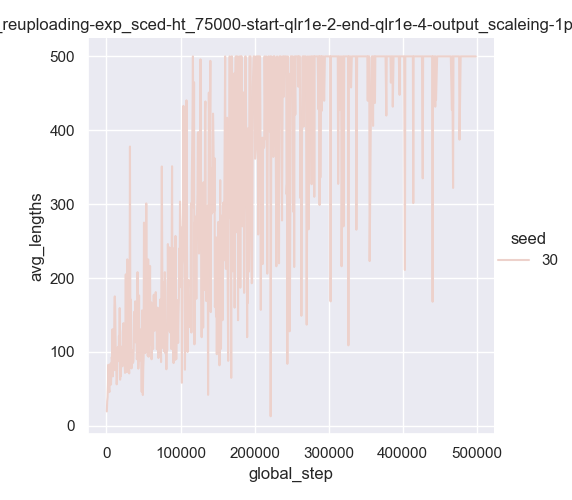 _reuploading-exp_sced-ht_75000-start-qlr1e-2-end-qlr1e-4-output_scaleing-1p
500
400
300
200
100
0
avg_lengths
0 100000 200000 300000 400000 500000
global_step
seed
30